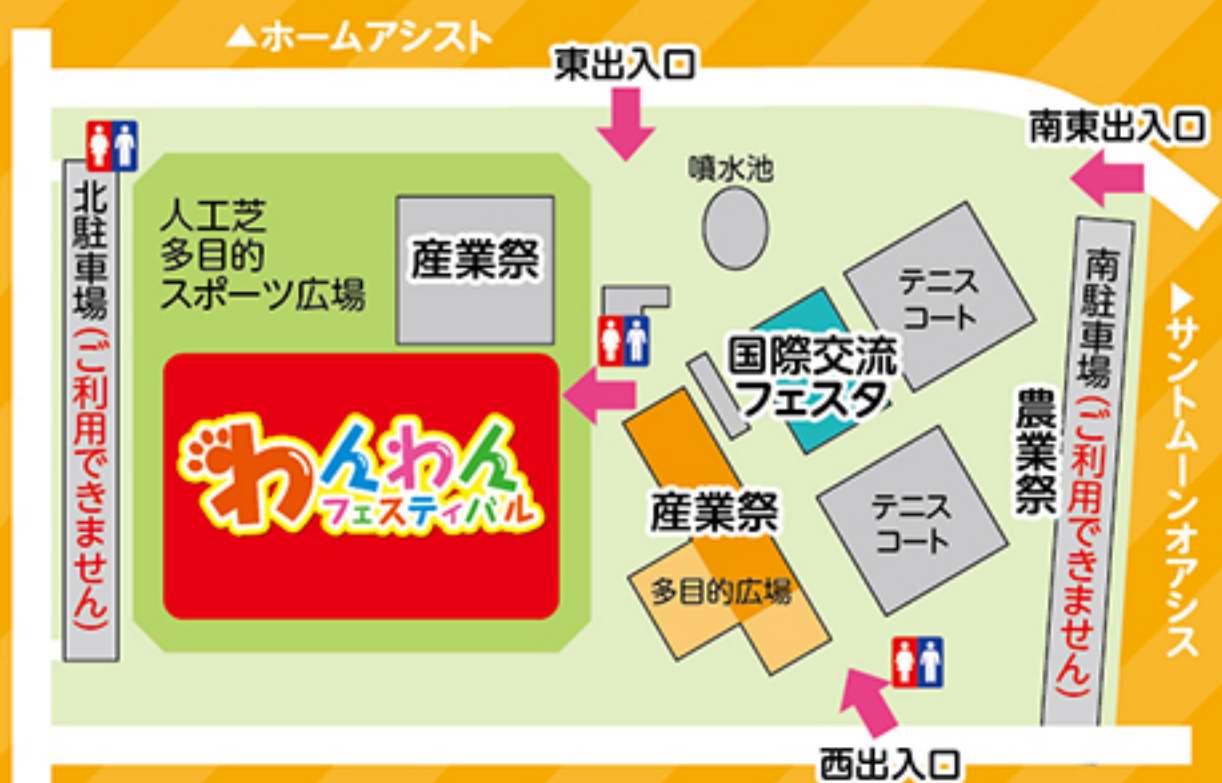 ▲ホームアシスト
東出入口
南東出入口
噴水池
北駐車場(ご利用できません)
人工芝
多目的
スポーツ広場
産業祭
テニス
コート
国際交流
フェスタ
わんわん
フェスティバル
産業祭
多目的広場
テニス
コート
農業祭
南駐車場(ご利用できません)
▶サントムーンオアシス
西出入口